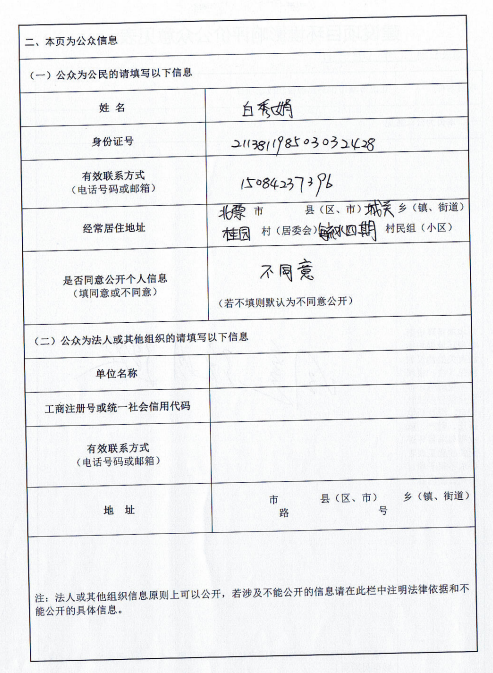 二、本页为公众信息
（一）公众为公民的请填写以下信息
姓 名 白秀娟
身份证号 211381198503032428
有效联系方式
（电话号码或邮箱） 15084237396
经常居住地址 北票 市 县（区、市）城关 乡（镇、街道）
桂园 村（居委会） 四期 村民组（小区）
是否同意公开个人信息
（填同意或不同意） 不同意
（若不填则默认为不同意公开）
（二）公众为法人或其他组织的请填写以下信息
单位名称
工商注册号或统一社会信用代码
有效联系方式
（电话号码或邮箱）
地 址 市 县（区、市） 乡（镇、街道）
路 号
注：法人或其他组织信息原则上可以公开，若涉及不能公开的信息请在此栏中注明法律依据和不
能公开的具体信息。